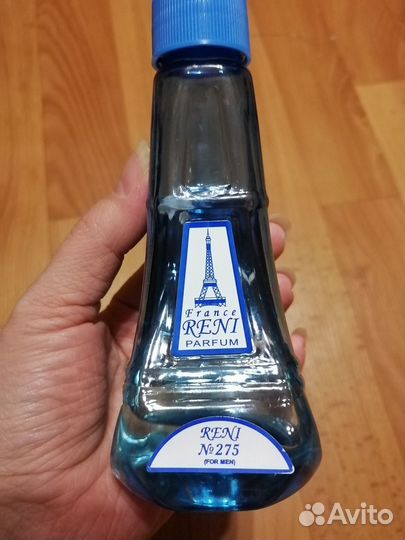 France
RENI
PARFUM
RENI
№275
(FOR MEN)
Avito